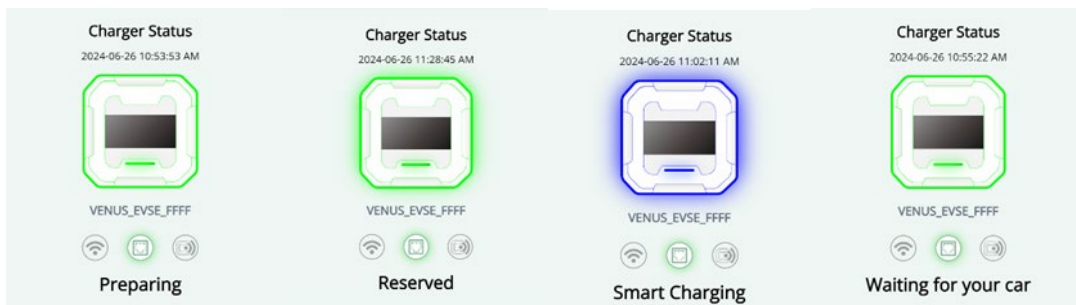 Charger Status
2024-06-26 10:53:53 AM
VENUS_EVSE_FFFF
Preparing
Charger Status
2024-06-26 11:28:45 AM
VENUS_EVSE_FFFF
Reserved
Charger Status
2024-06-26 11:02:11 AM
VENUS_EVSE_FFFF
Smart Charging
Charger Status
2024-06-26 10:55:22 AM
VENUS_EVSE_FFFF
Waiting for your car